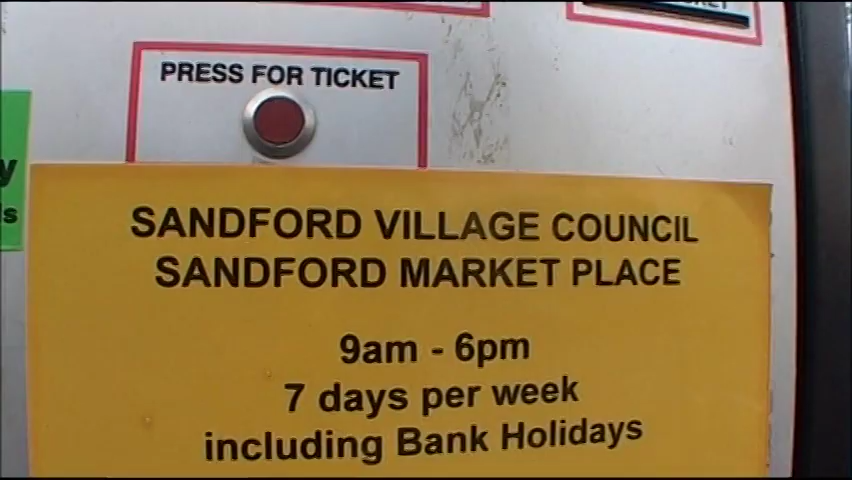 PRESS FOR TICKET
SANDFORD VILLAGE COUNCIL
SANDFORD MARKET PLACE
9am - 6pm
7 days per week
including Bank Holidays